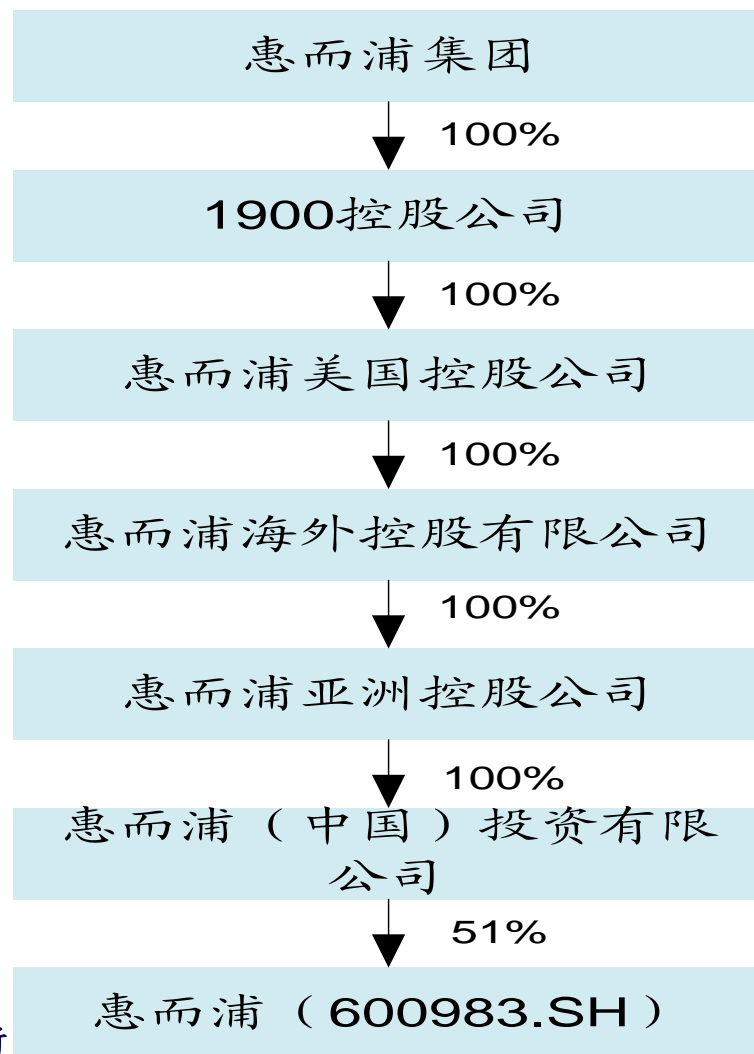 惠而浦集团
100%
1900控股公司
100%
惠而浦美国控股公司
100%
惠而浦海外控股有限公司
100%
惠而浦亚洲控股公司
100%
惠而浦（中国）投资有限
公司
51%
惠而浦（600983.SH）